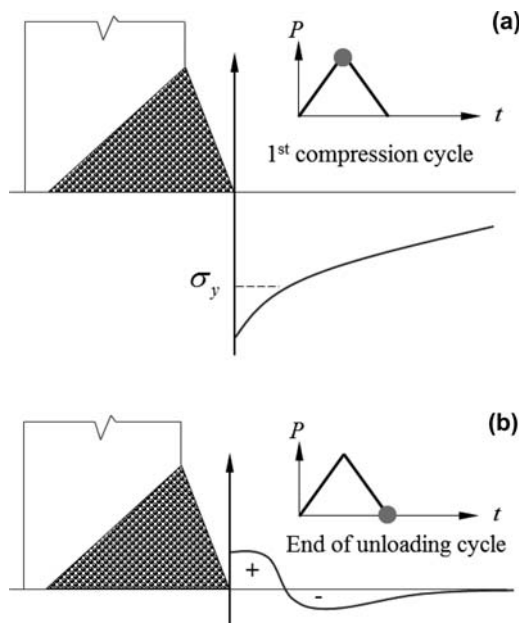 (a)
P
t
1st compression cycle
σy
(b)
P
t
End of unloading cycle
+
-